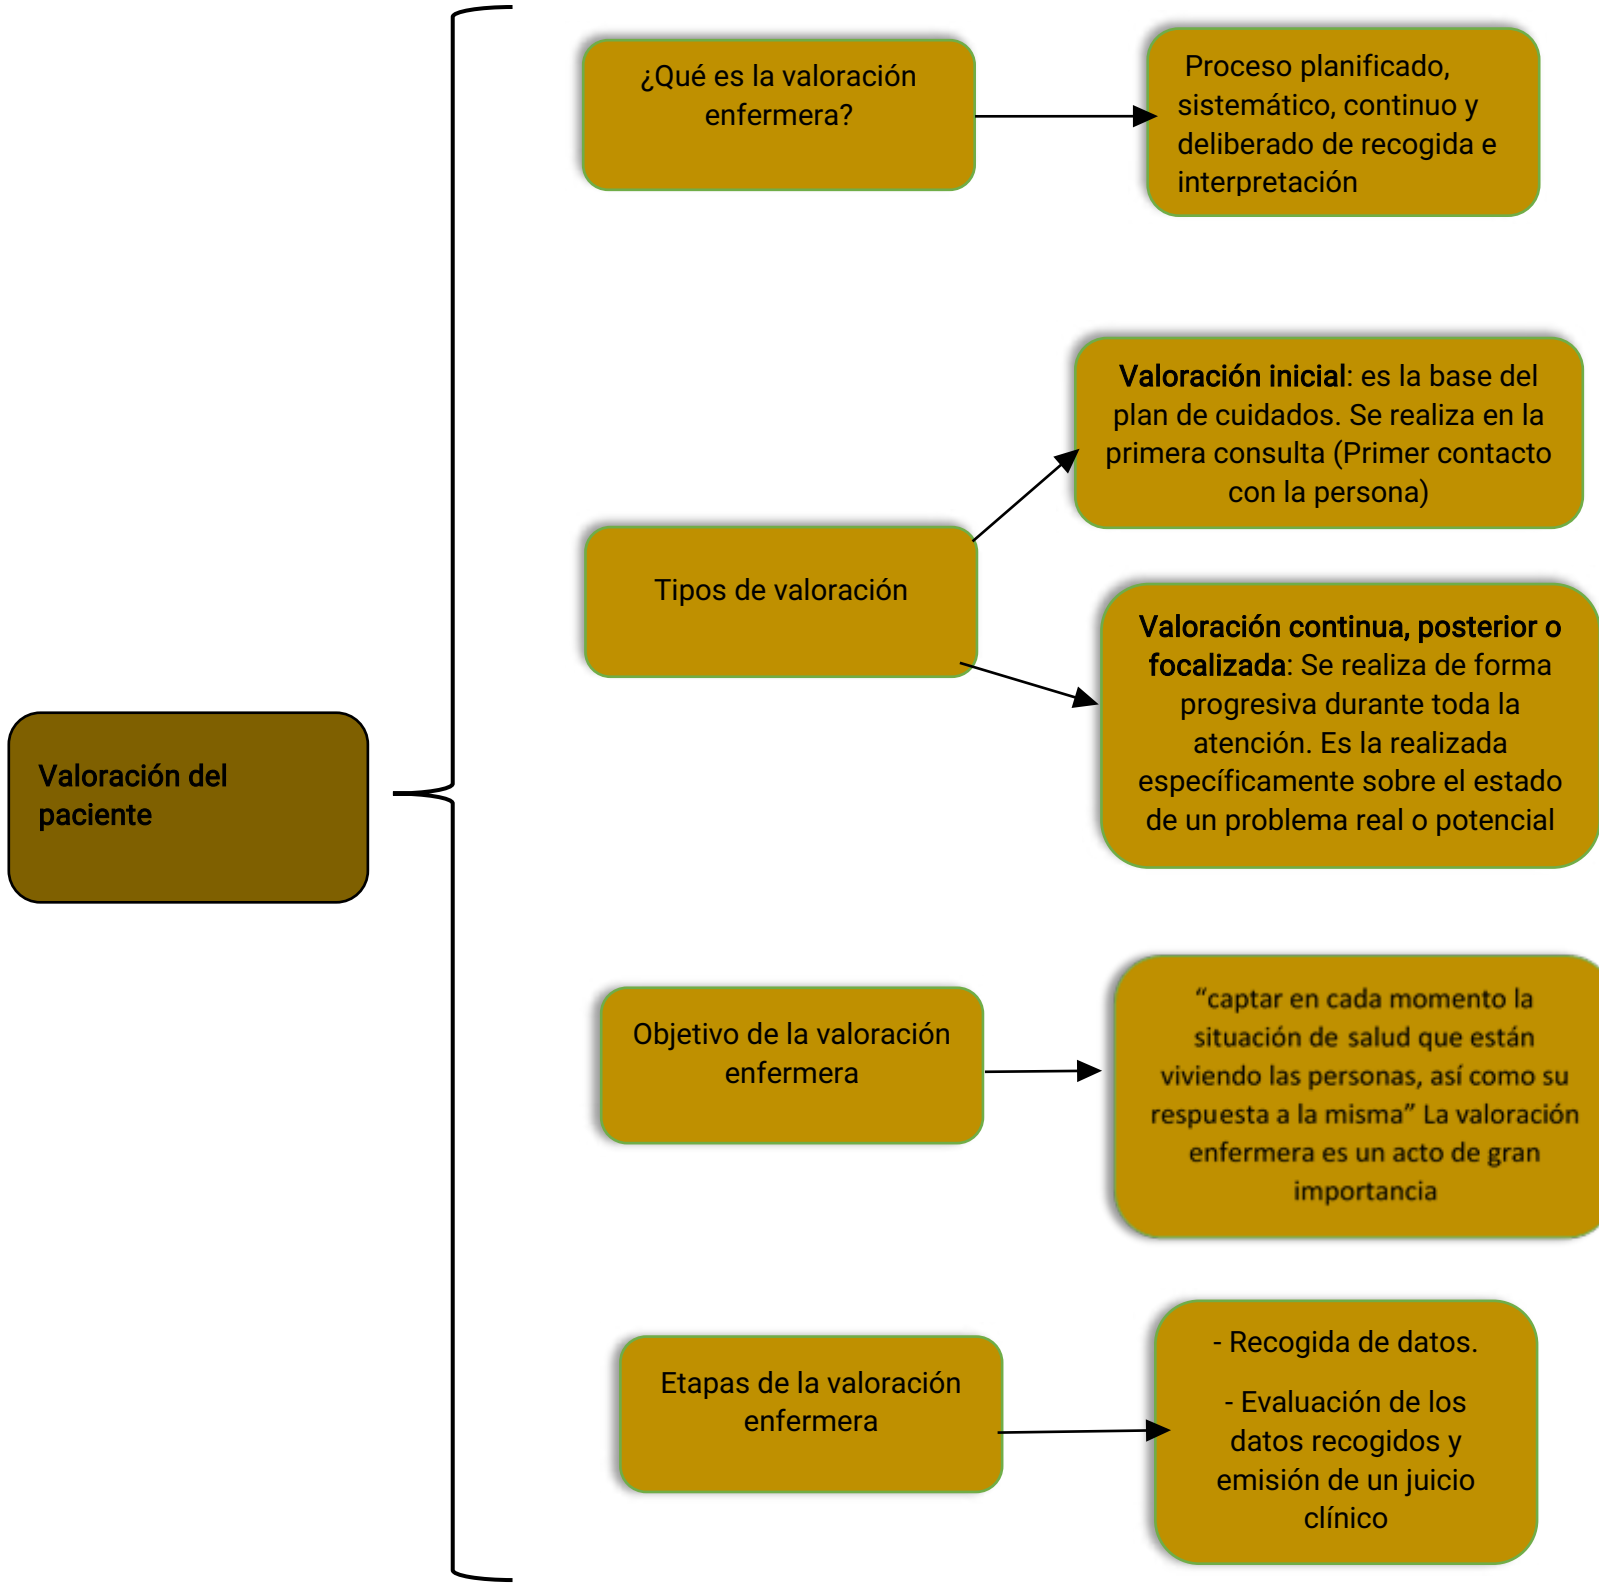 ¿Qué es la valoración
enfermera?
Proceso planificado,
sistemático, continuo y
deliberado de recogida e
interpretación
Valoración inicial: es la base del
plan de cuidados. Se realiza en la
primera consulta (Primer contacto
con la persona)
Tipos de valoración
Valoración continua, posterior o
focalizada: Se realiza de forma
progresiva durante toda la
atención. Es la realizada
específicamente sobre el estado
de un problema real o potencial
Valoración del
paciente
Objetivo de la valoración
enfermera
“captar en cada momento la
situación de salud que están
viviendo las personas, así como su
respuesta a la misma” La valoración
enfermera es un acto de gran
importancia
Etapas de la valoración
enfermera
- Recogida de datos.
- Evaluación de los
datos recogidos y
emisión de un juicio
clínico